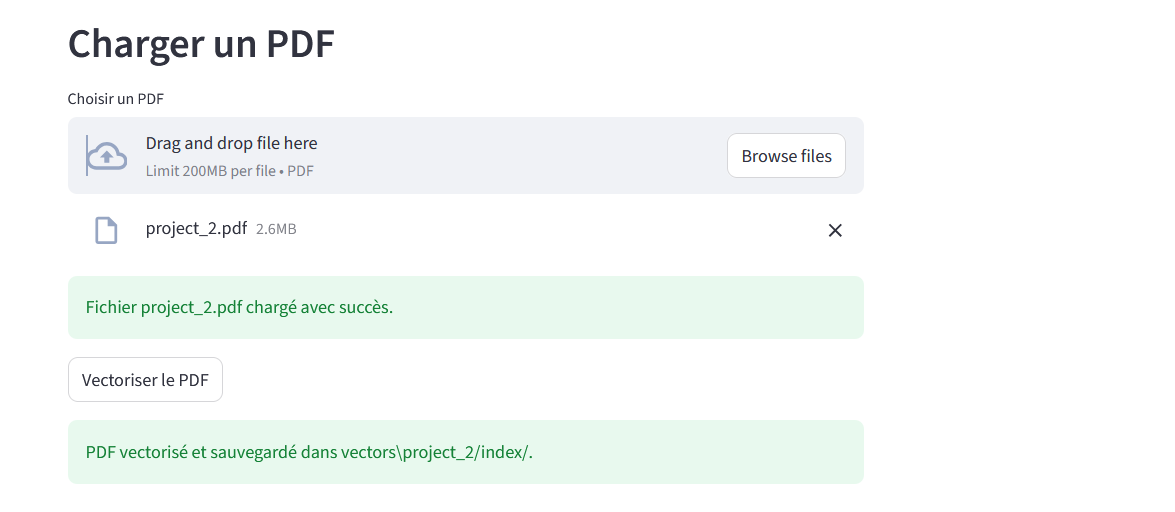 Charger un PDF
Choisir un PDF
Drag and drop file here
Limit 200MB per file • PDF
Browse files
project_2.pdf 2.6MB
Fichier project_2.pdf chargé avec succès.
Vectoriser le PDF
PDF vectorisé et sauvegardé dans vectors\project_2/index/.